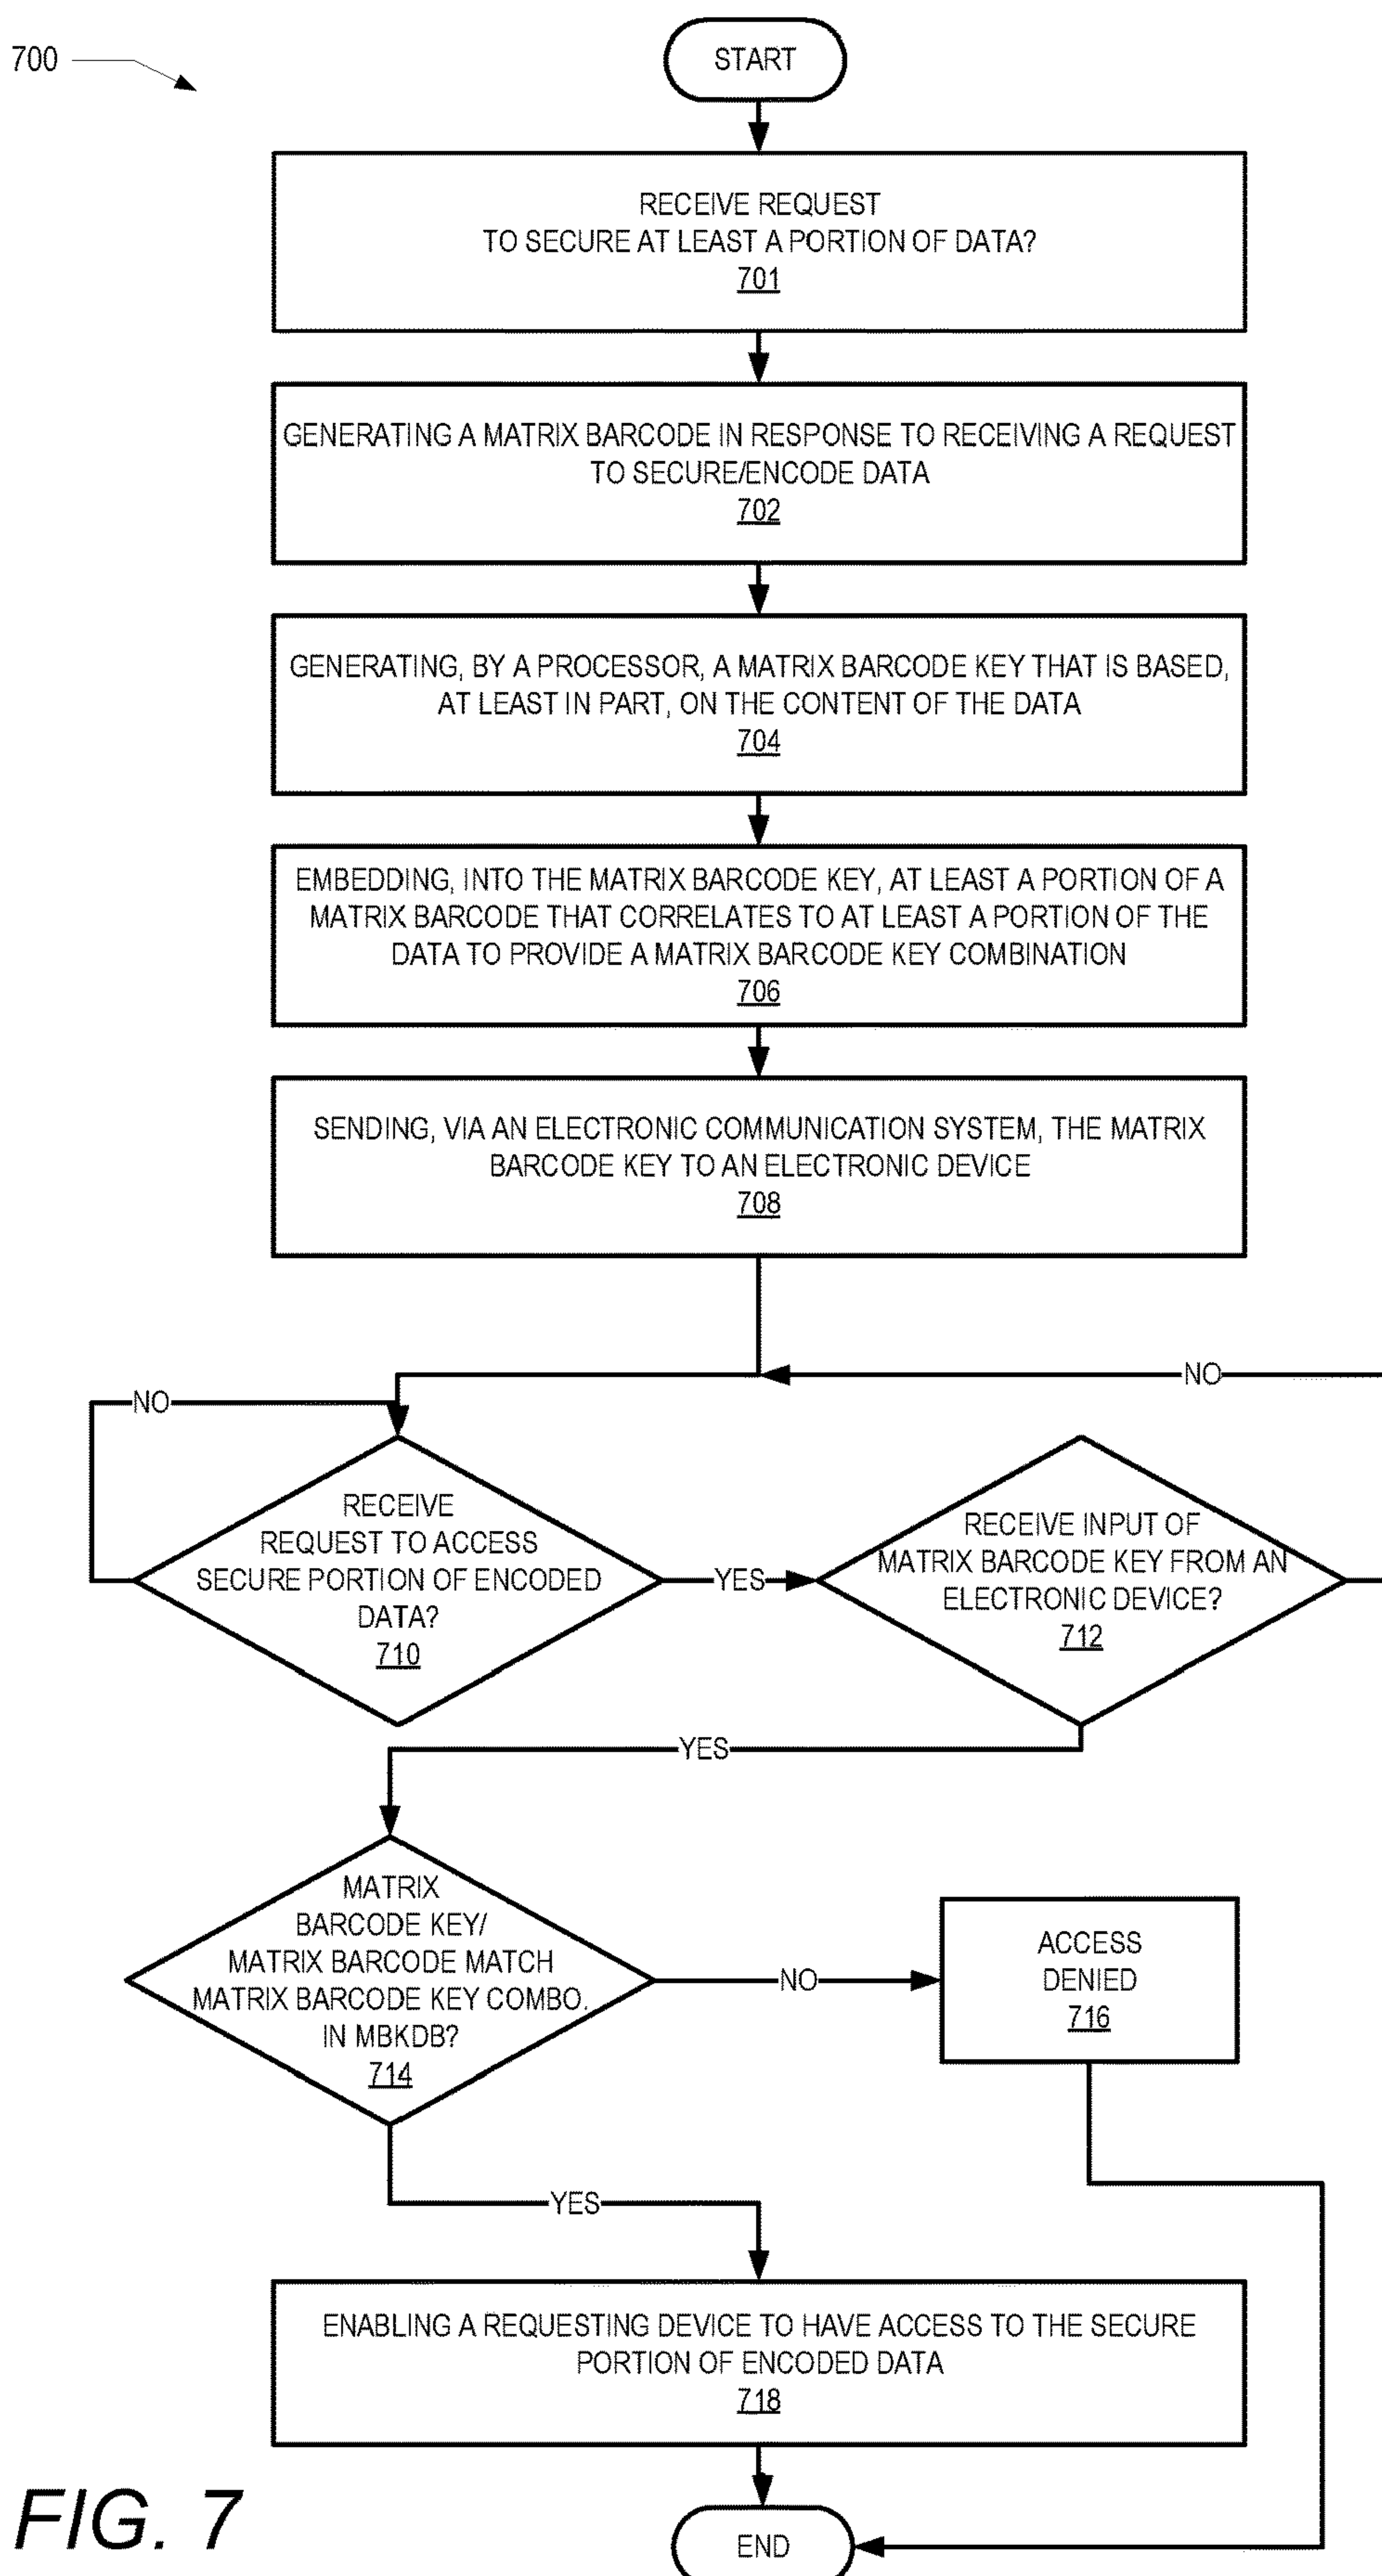 700
START
RECEIVE REQUEST
TO SECURE AT LEAST A PORTION OF DATA?
701
GENERATING A MATRIX BARCODE IN RESPONSE TO RECEIVING A REQUEST
TO SECURE/ENCODE DATA
702
GENERATING, BY A PROCESSOR, A MATRIX BARCODE KEY THAT IS BASED,
AT LEAST IN PART, ON THE CONTENT OF THE DATA
704
EMBEDDING, INTO THE MATRIX BARCODE KEY, AT LEAST A PORTION OF A
MATRIX BARCODE THAT CORRELATES TO AT LEAST A PORTION OF THE
DATA TO PROVIDE A MATRIX BARCODE KEY COMBINATION
706
SENDING, VIA AN ELECTRONIC COMMUNICATION SYSTEM, THE MATRIX
BARCODE KEY TO AN ELECTRONIC DEVICE
708
NO
NO
RECEIVE
REQUEST TO ACCESS
SECURE PORTION OF ENCODED
DATA?
710
YES
RECEIVE INPUT OF
MATRIX BARCODE KEY FROM AN
ELECTRONIC DEVICE?
712
YES
MATRIX
BARCODE KEY/
MATRIX BARCODE MATCH
MATRIX BARCODE KEY COMBO.
IN MBKDB?
714
NO
ACCESS
DENIED
716
YES
ENABLING A REQUESTING DEVICE TO HAVE ACCESS TO THE SECURE
PORTION OF ENCODED DATA
718
END
FIG. 7